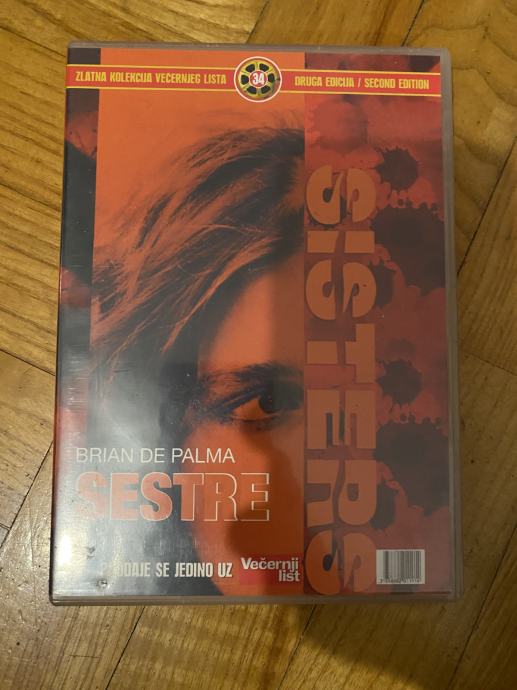 ZLATNA KOLEKCIJA VEČERNJEG LISTA 34 DRUGA EDICIJA / SECOND EDITION
SISTERS
BRIAN DE PALMA
SESTRE
PRODAJE SE JEDINO UZ Večernji
list